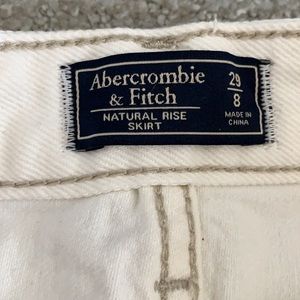 Abercrombie
& Fitch
NATURAL RISE
SKIRT
29
8
MADE IN
CHINA